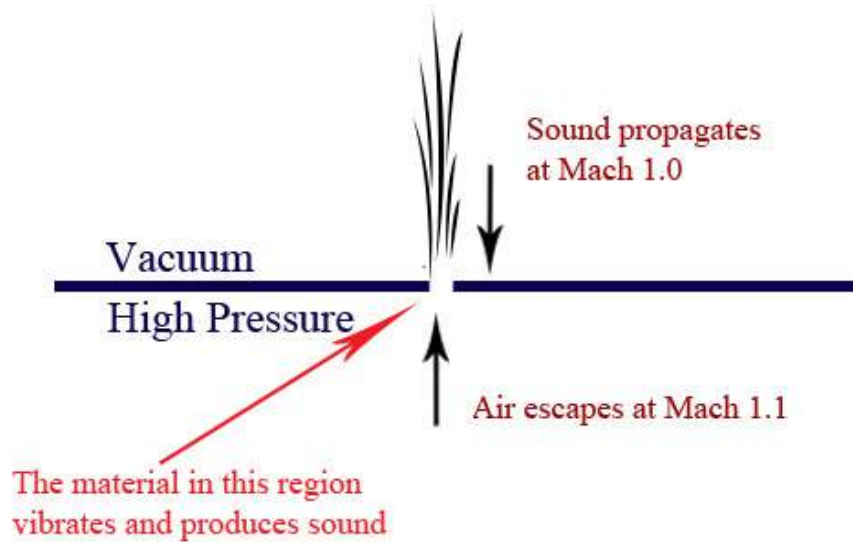 Sound propagates
at Mach 1.0
Vacuum
High Pressure
Air escapes at Mach 1.1
The material in this region
vibrates and produces sound